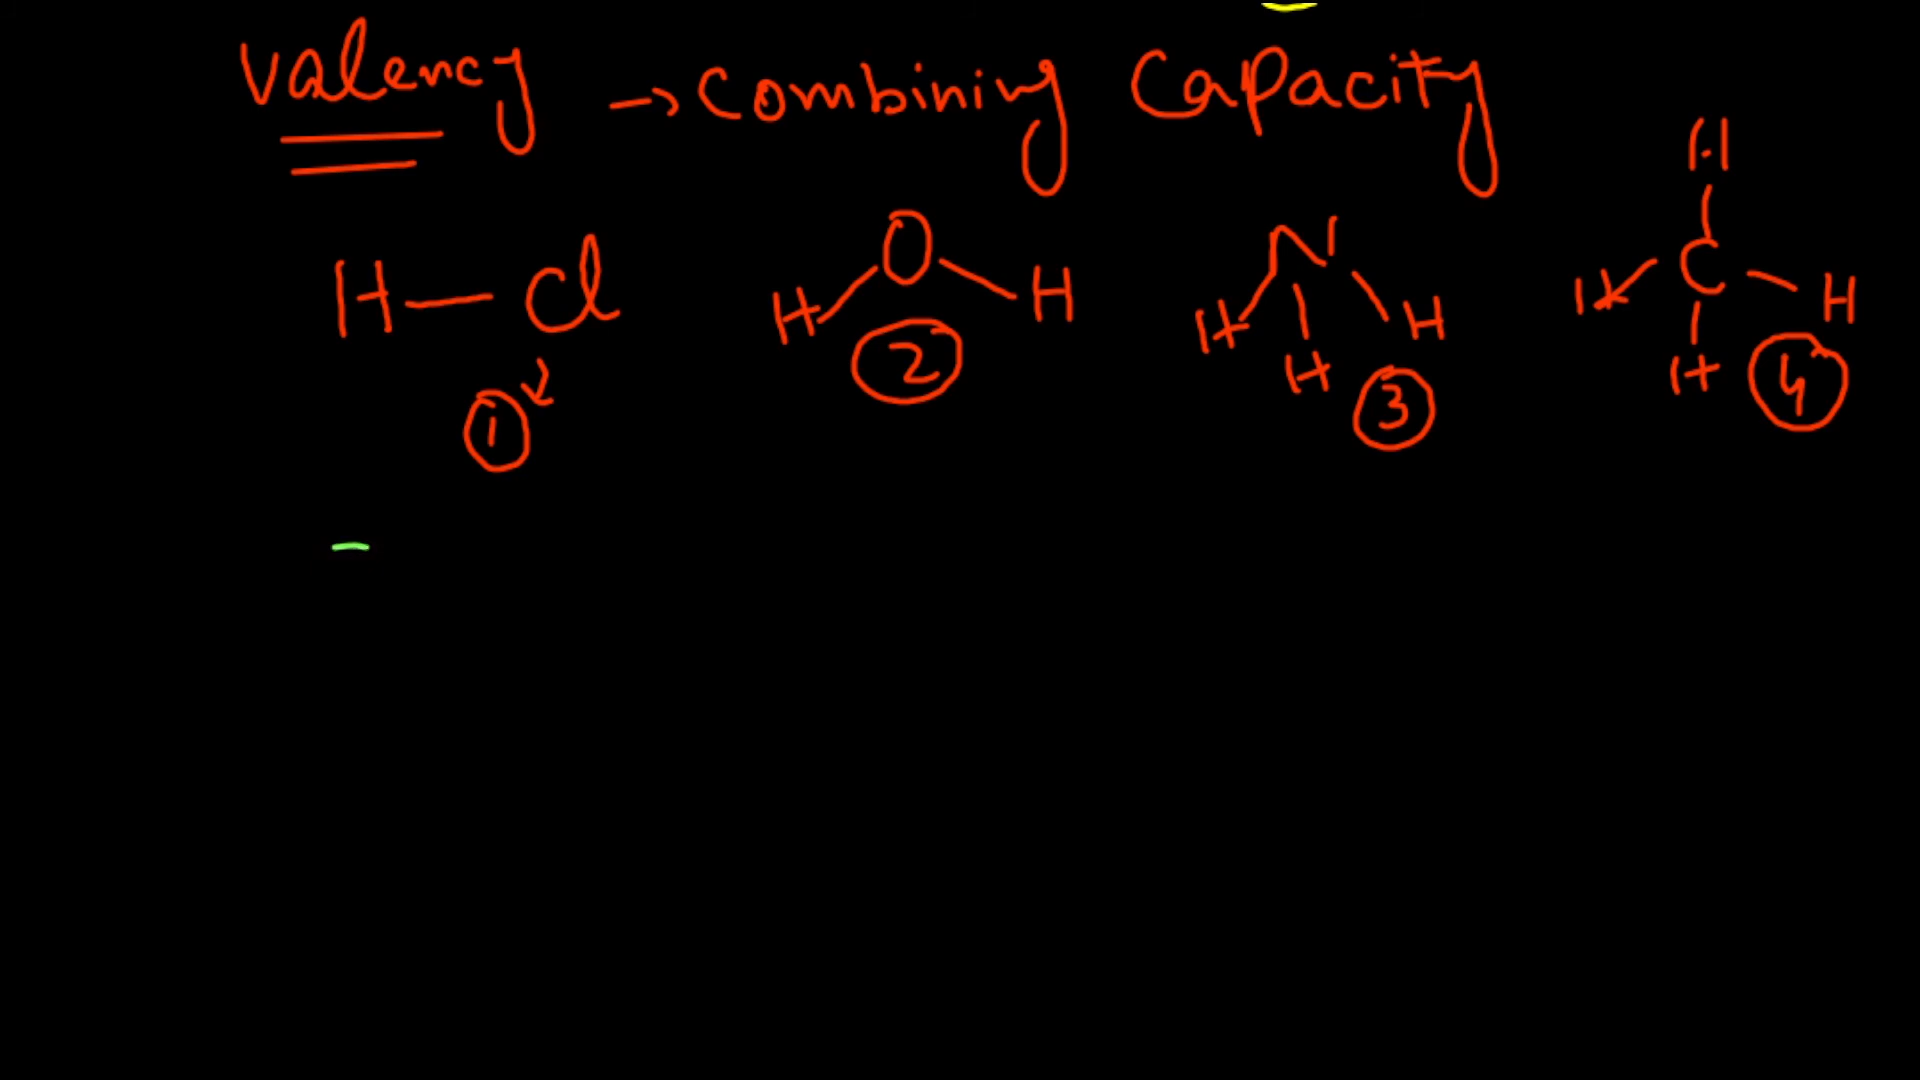 Valency → Combining Capacity
H
H — Cl O N C
H H H H H H
H H
1 2 3 4